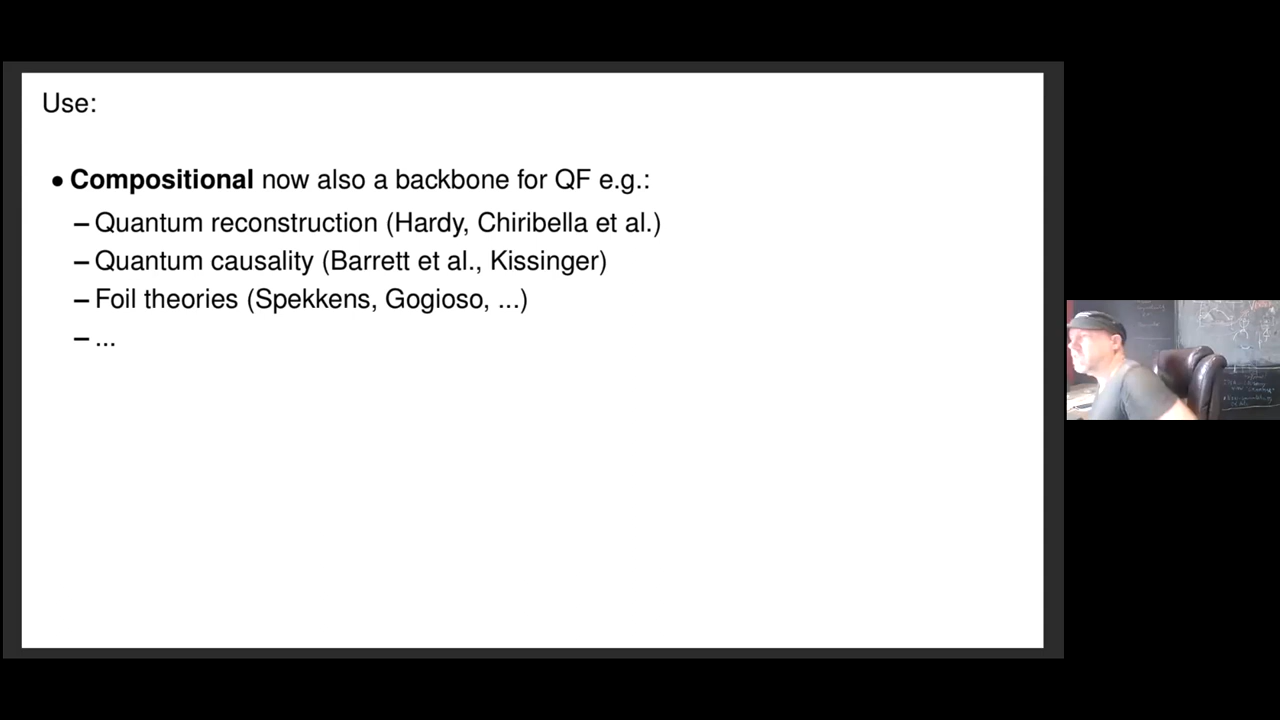 Use:
• Compositional now also a backbone for QF e.g.:
– Quantum reconstruction (Hardy, Chiribella et al.)
– Quantum causality (Barrett et al., Kissinger)
– Foil theories (Spekkens, Gogioso, ...)
– ...